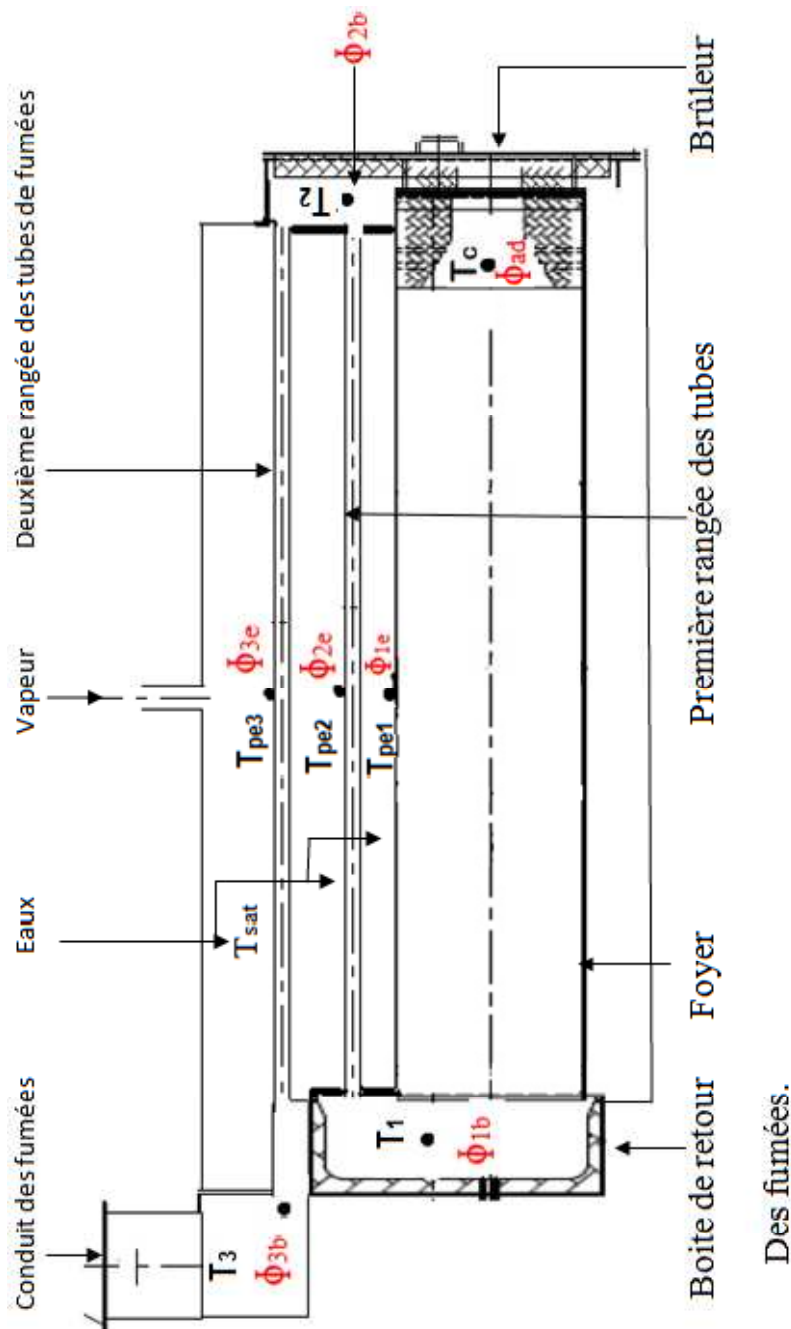 Conduit des fumées
Eaux
Vapeur
Deuxième rangée des tubes de fumées
T3
Φ3b
Tsat
Tpe3
Φ3e
Tpe2
Φ2e
Tpe1
Φ1e
T2
Φ2b
T1
Φ1b
Tc
Φad
Boite de retour
Des fumées.
Foyer
Première rangée des tubes
Brûleur